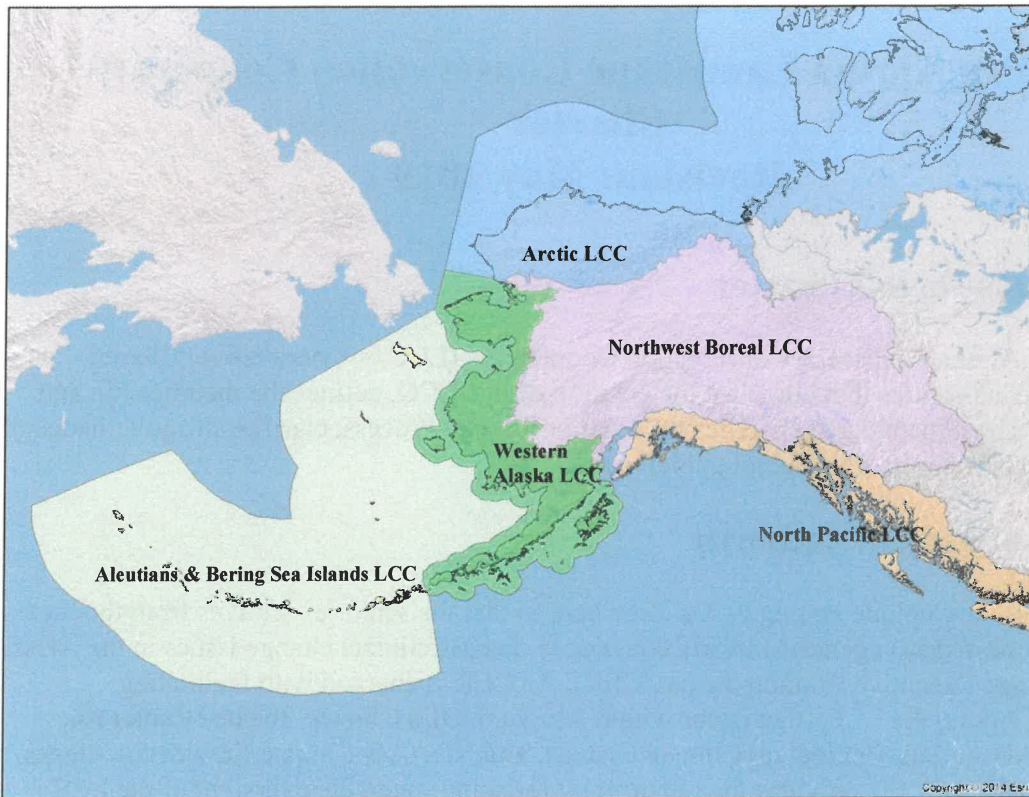 Arctic LCC
Northwest Boreal LCC
Western
Alaska LCC
North Pacific LCC
Aleutians & Bering Sea Islands LCC
Copyright: © 2014 Esri